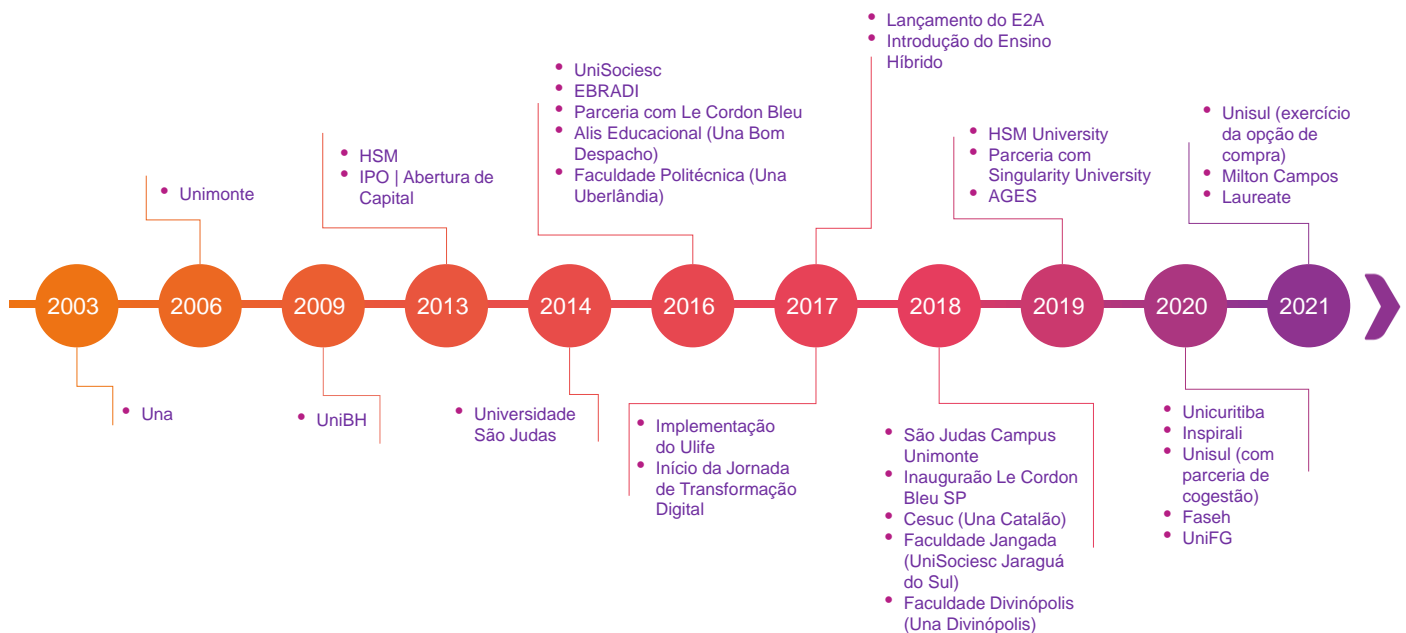 • Lançamento do E2A
• Introdução do Ensino
Híbrido
• UniSociesc
• EBRADI
• Parceria com Le Cordon Bleu
• Alis Educacional (Una Bom
Despacho)
• Faculdade Politécnica (Una
Uberlândia)
• HSM
• IPO | Abertura de
Capital
• Unimonte
• HSM University
• Parceria com
Singularity University
• AGES
• Unisul (exercício
da opção de
compra)
• Milton Campos
• Laureate
2003
2006
2009
2013
2014
2016
2017
2018
2019
2020
2021
• Una
• UniBH
• Universidade
São Judas
• Implementação
do Ulife
• Início da Jornada
de Transformação
Digital
• São Judas Campus
Unimonte
• Inauguraão Le Cordon
Bleu SP
• Cesuc (Una Catalão)
• Faculdade Jangada
(UniSociesc Jaraguá
do Sul)
• Faculdade Divinópolis
(Una Divinópolis)
• Unicuritiba
• Inspirali
• Unisul (com
parceria de
cogestão)
• Faseh
• UniFG